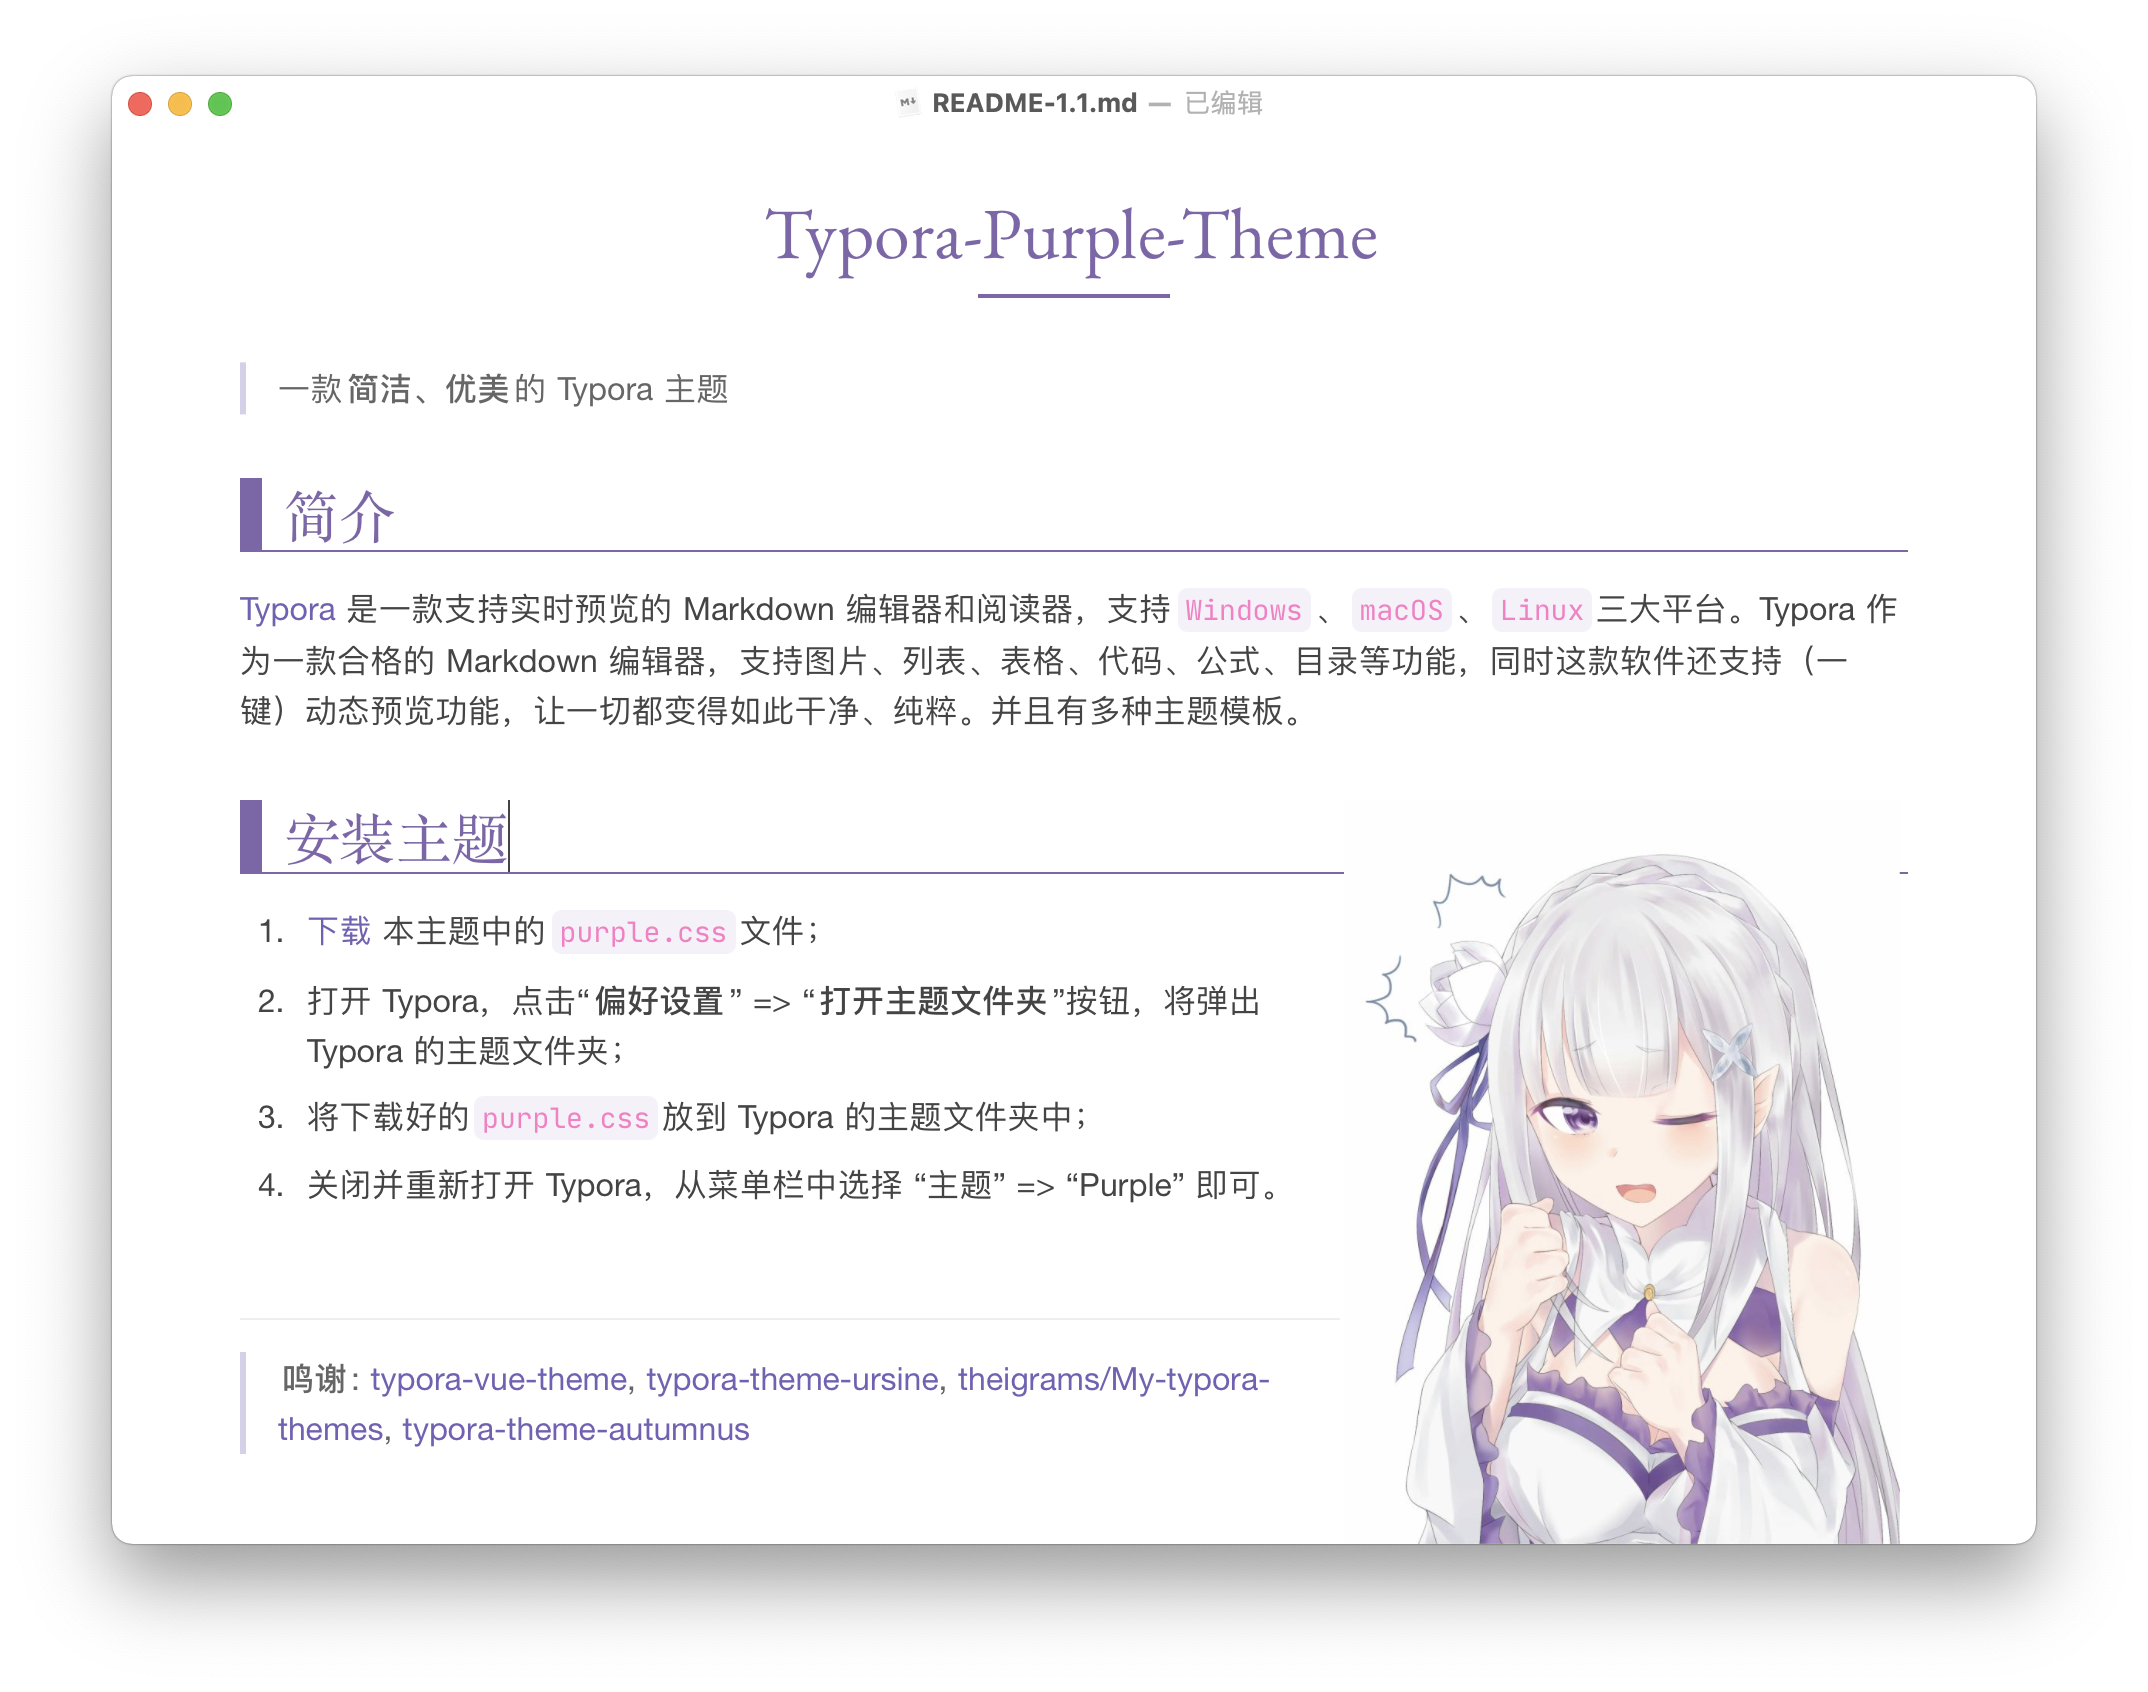 README-1.1.md — 已编辑
Typora-Purple-Theme
一款简洁、优美的 Typora 主题
简介
Typora 是一款支持实时预览的 Markdown 编辑器和阅读器，支持 Windows 、 macOS 、 Linux 三大平台。Typora 作
为一款合格的 Markdown 编辑器，支持图片、列表、表格、代码、公式、目录等功能，同时这款软件还支持（一
键）动态预览功能，让一切都变得如此干净、纯粹。并且有多种主题模板。
安装主题
1. 下载 本主题中的 purple.css 文件；
2. 打开 Typora，点击“偏好设置” => “打开主题文件夹”按钮，将弹出
Typora 的主题文件夹；
3. 将下载好的 purple.css 放到 Typora 的主题文件夹中；
4. 关闭并重新打开 Typora，从菜单栏中选择 “主题” => “Purple” 即可。
鸣谢: typora-vue-theme, typora-theme-ursine, theigrams/My-typora-
themes, typora-theme-autumnus